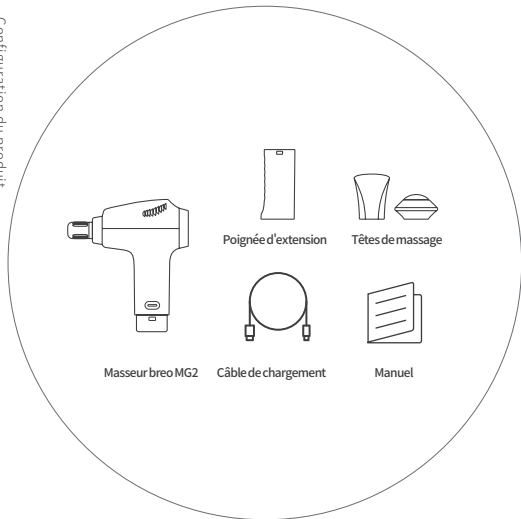 Configuration du produit
Poignée d'extension
Têtes de massage
Masseur breo MG2
Câble de chargement
Manuel